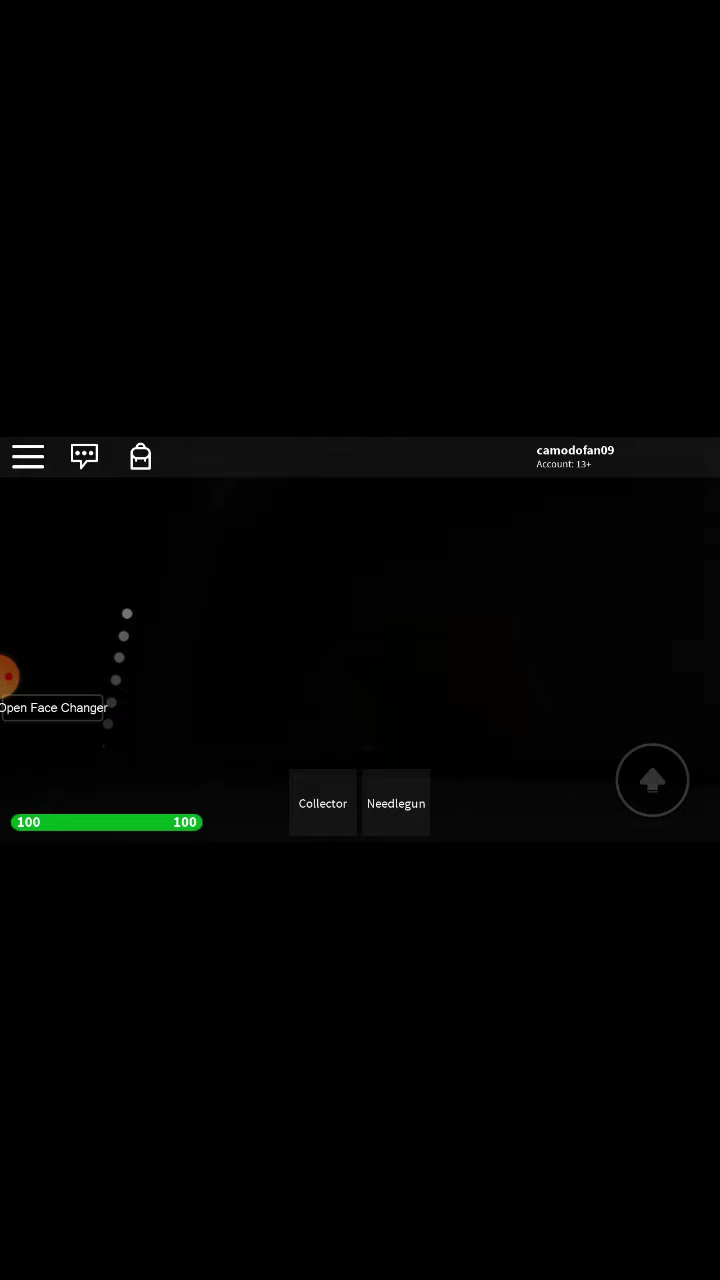 camodofan09
Account: 13+
Open Face Changer
Collector
Needlegun
100
100